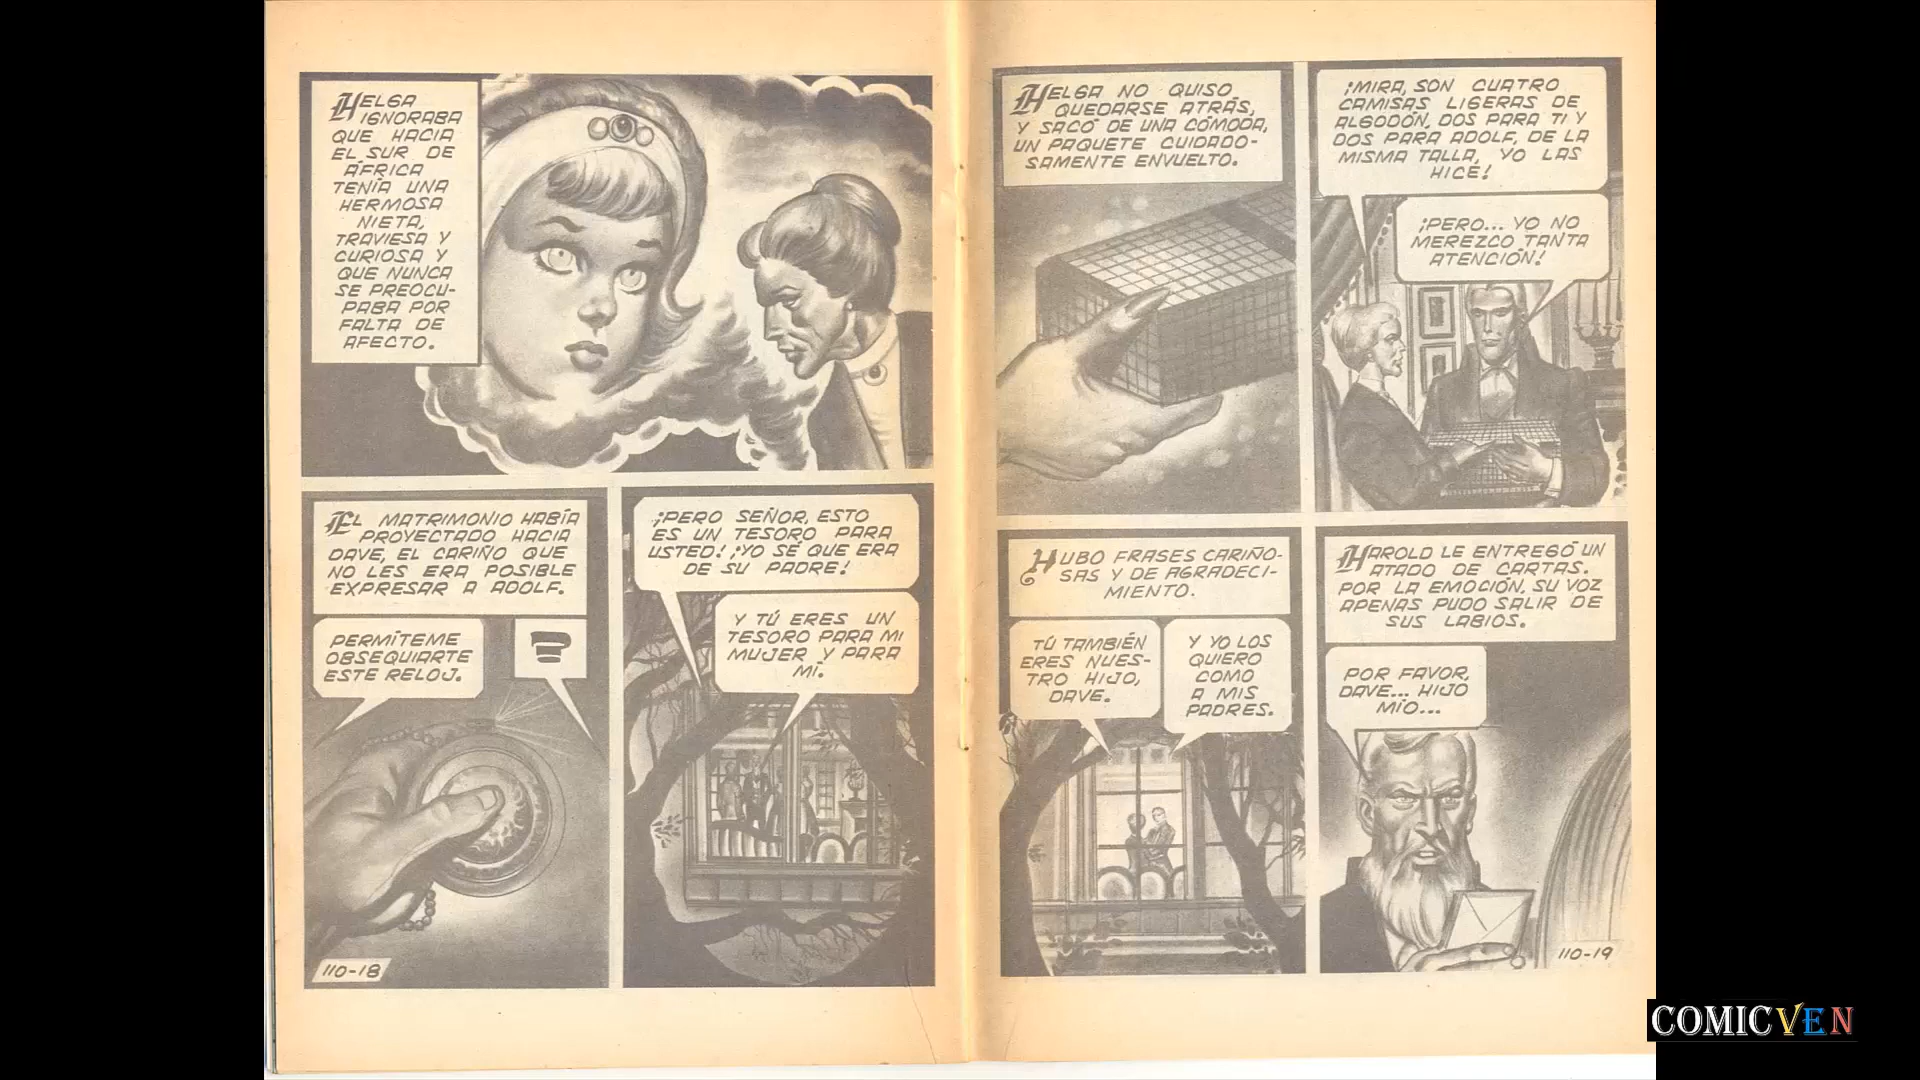 HELGA
IGNORABA
QUE HACIA
EL SUR DE
ÁFRICA
TENÍA UNA
HERMOSA
NIETA,
TRAVIESA Y
CURIOSA Y
QUE NUNCA
SE PREOCU-
PABA POR
FALTA DE
AFECTO.
EL MATRIMONIO HABÍA
PROYECTADO HACIA
DAVE, EL CARIÑO QUE
NO LES ERA POSIBLE
EXPRESAR A ADOLF.
PERMÍTEME
OBSEQUIARTE
ESTE RELOJ.
¡PERO SEÑOR, ESTO
ES UN TESORO PARA
USTED! ¡YO SÉ QUE ERA
DE SU PADRE!
Y TÚ ERES UN
TESORO PARA MI
MUJER Y PARA
MÍ.
110-18
HELGA NO QUISO
QUEDARSE ATRÁS,
Y SACÓ DE UNA CÓMODA,
UN PAQUETE CUIDADO-
SAMENTE ENVUELTO.
¡MIRA, SON CUATRO
CAMISAS LIGERAS DE
ALGODÓN, DOS PARA TI Y
DOS PARA ADOLF, DE LA
MISMA TALLA, YO LAS
HICE!
¡PERO... YO NO
MEREZCO TANTA
ATENCIÓN!
HUBO FRASES CARIÑO-
SAS Y DE AGRADECI-
MIENTO.
TÚ TAMBIÉN
ERES NUES-
TRO HIJO,
DAVE.
Y YO LOS
QUIERO
COMO
A MIS
PADRES.
HAROLD LE ENTREGÓ UN
ATADO DE CARTAS.
POR LA EMOCIÓN, SU VOZ
APENAS PUDO SALIR DE
SUS LABIOS.
POR FAVOR,
DAVE... HIJO
MÍO...
110-19
COMICVEN